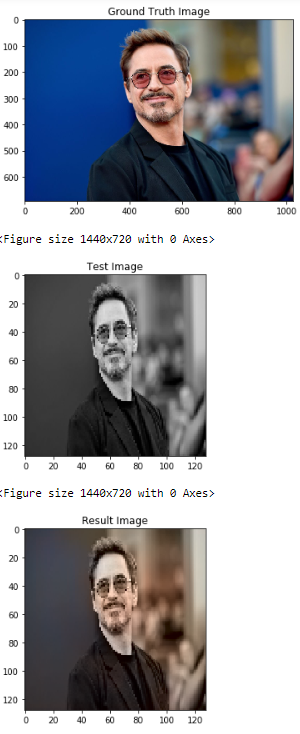 Ground Truth Image
0
100
200
300
400
500
600
0 200 400 600 800 1000
<Figure size 1440x720 with 0 Axes>
Test Image
0
20
40
60
80
100
120
0 20 40 60 80 100 120
<Figure size 1440x720 with 0 Axes>
Result Image
0
20
40
60
80
100
120
0 20 40 60 80 100 120